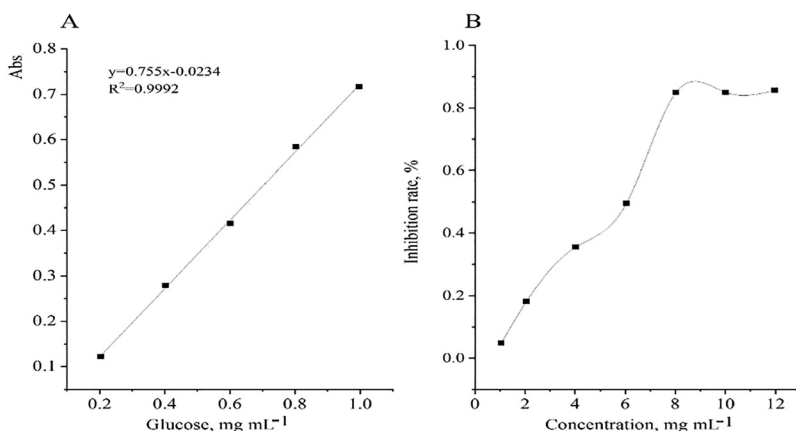 A
Abs
y=0.755x-0.0234
R²=0.9992
0.8
0.7
0.6
0.5
0.4
0.3
0.2
0.1
0.2 0.4 0.6 0.8 1.0
Glucose, mg mL⁻¹
B
Inhibition rate, %
1.0
0.8
0.6
0.4
0.2
0.0
0 2 4 6 8 10 12
Concentration, mg mL⁻¹